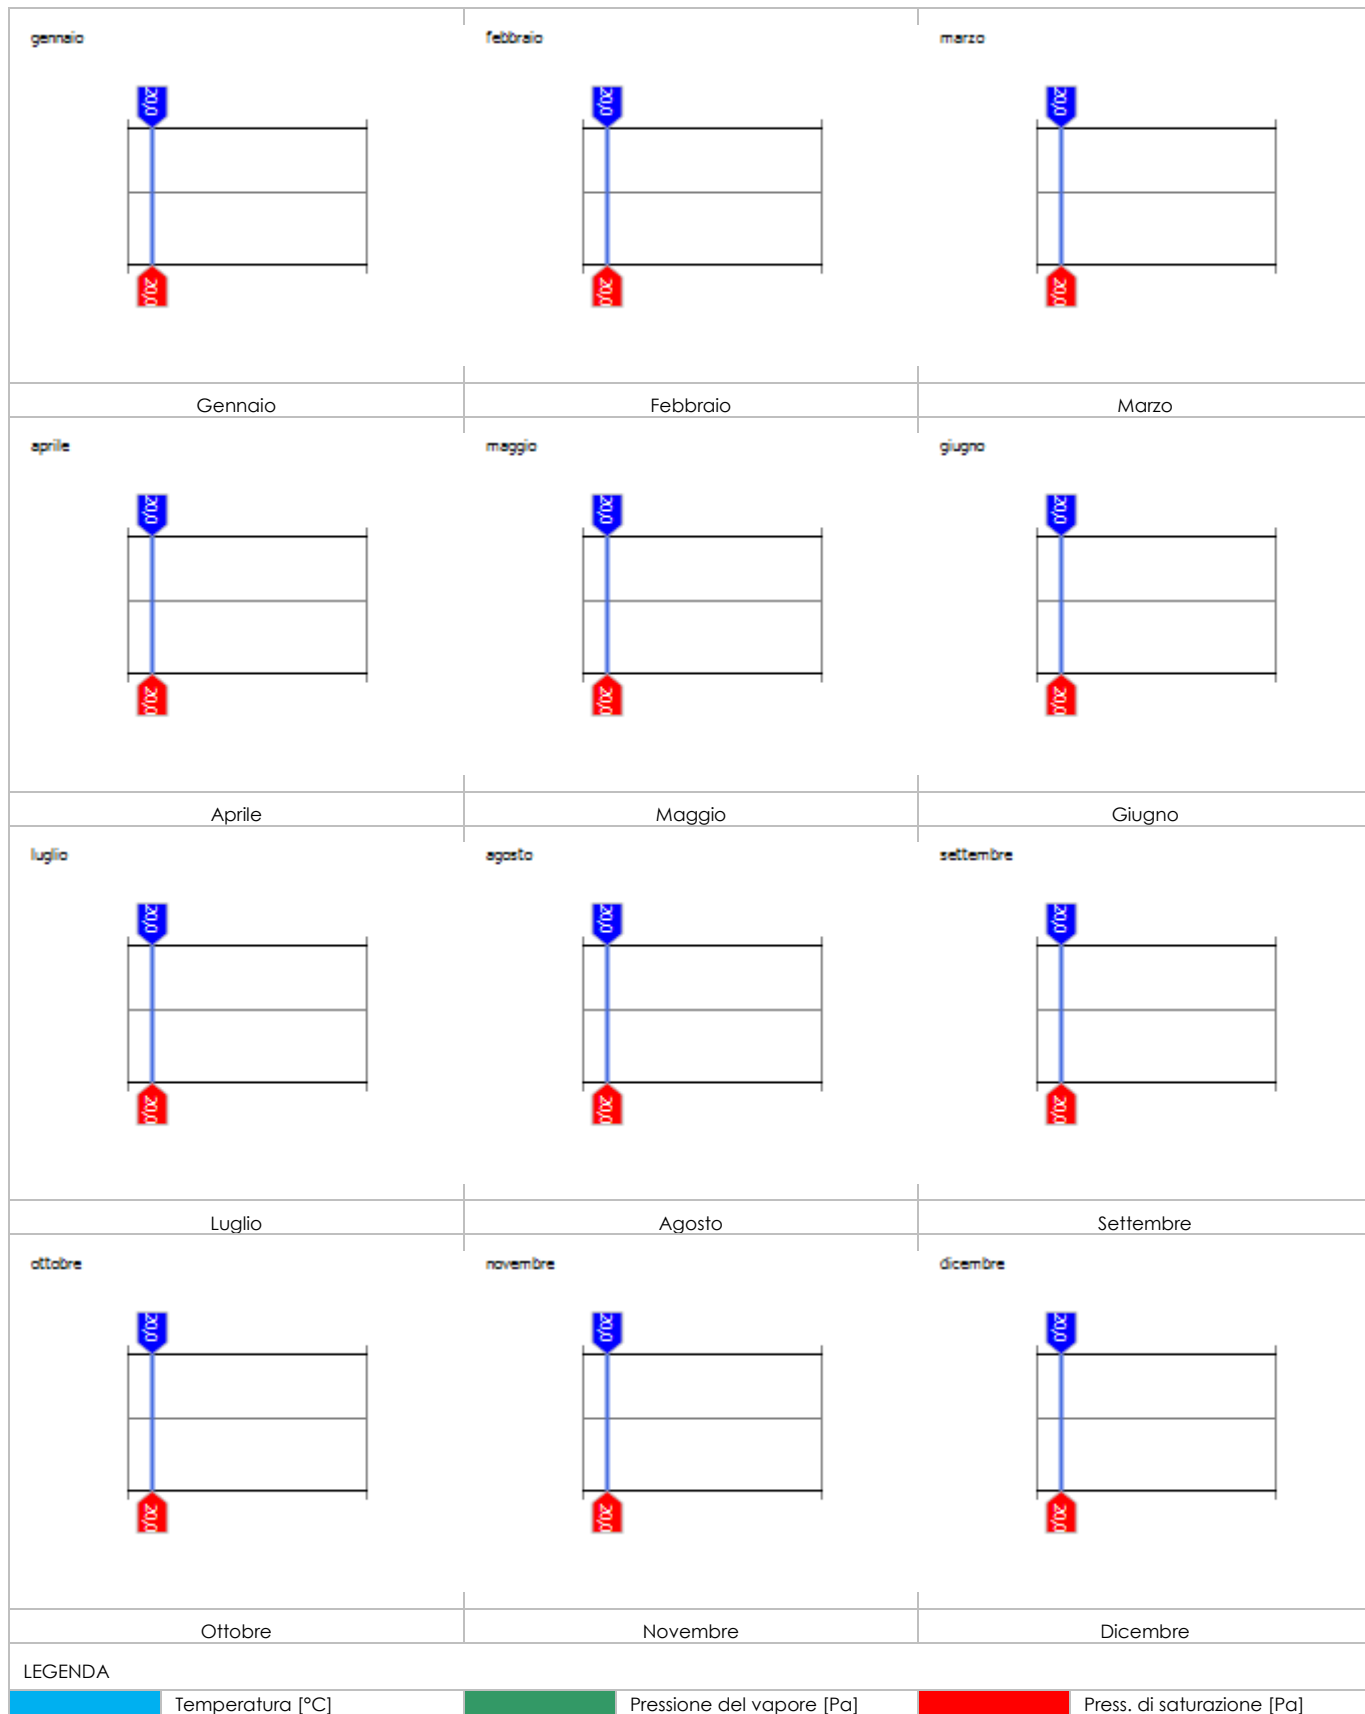 gennaio febbraio marzo
20,0 20,0 20,0
20,0 20,0 20,0
Gennaio Febbraio Marzo
aprile maggio giugno
20,0 20,0 20,0
20,0 20,0 20,0
Aprile Maggio Giugno
luglio agosto settembre
20,0 20,0 20,0
20,0 20,0 20,0
Luglio Agosto Settembre
ottobre novembre dicembre
20,0 20,0 20,0
20,0 20,0 20,0
Ottobre Novembre Dicembre
LEGENDA
Temperatura [°C] Pressione del vapore [Pa] Press. di saturazione [Pa]